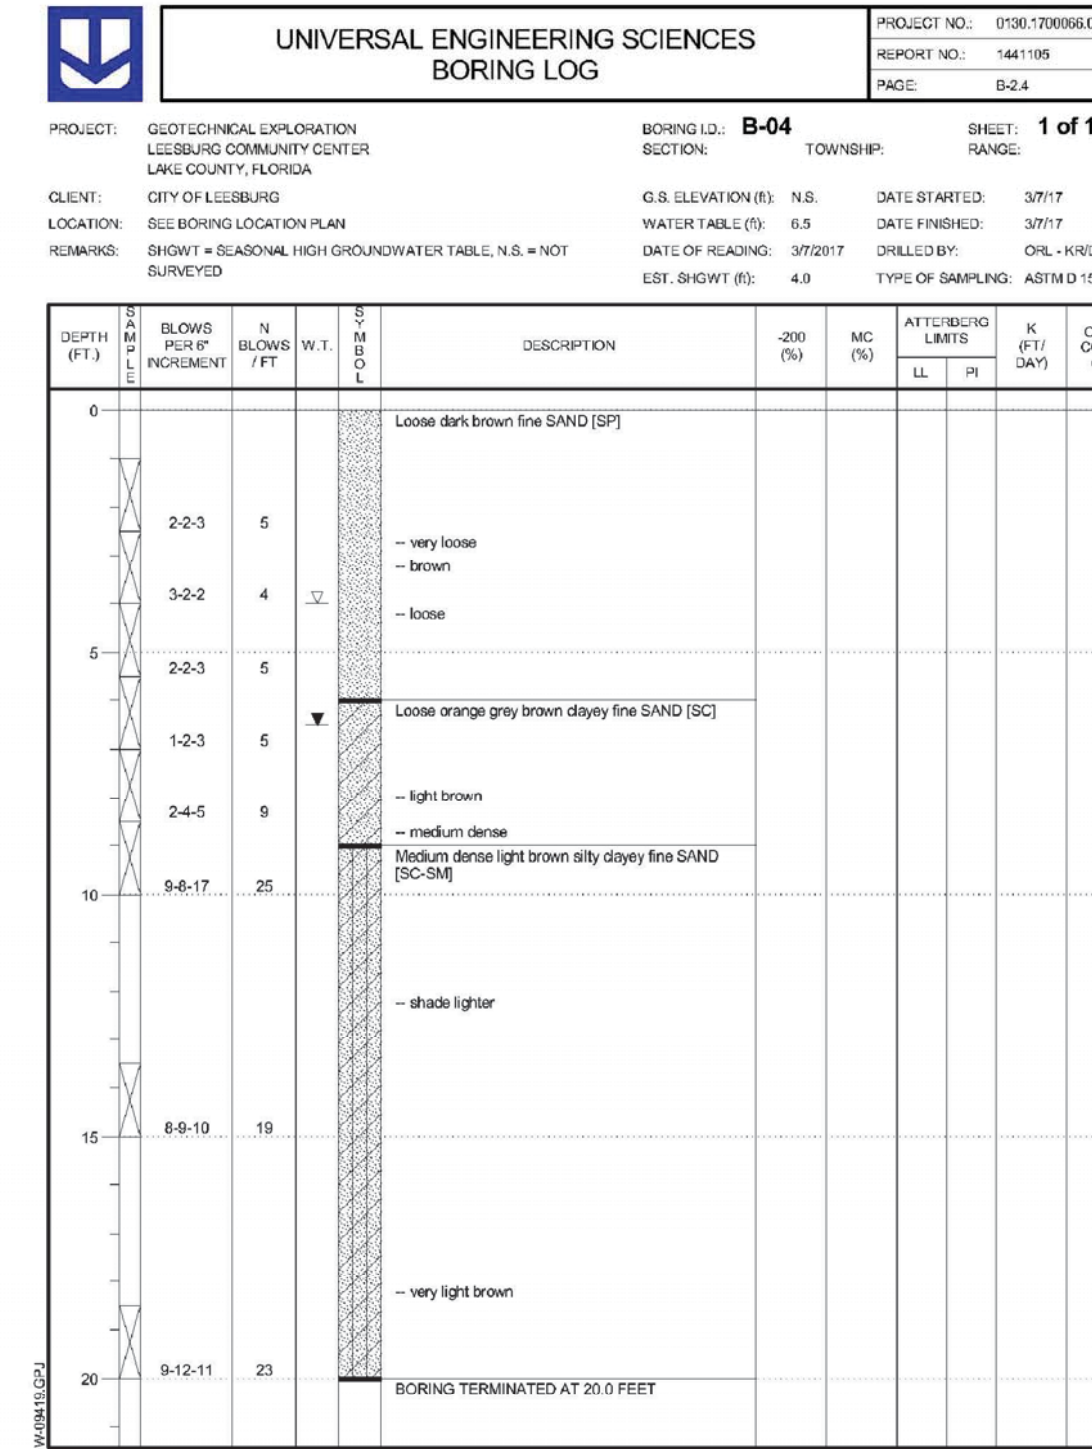 UNIVERSAL ENGINEERING SCIENCES
BORING LOG
PROJECT NO.: 0130.1700066.0
REPORT NO.: 1441105
PAGE: B-2.4
PROJECT: GEOTECHNICAL EXPLORATION
LEESBURG COMMUNITY CENTER
LAKE COUNTY, FLORIDA
BORING I.D.: B-04 SHEET: 1 of 1
SECTION: TOWNSHIP: RANGE:
CLIENT: CITY OF LEESBURG
G.S. ELEVATION (ft): N.S. DATE STARTED: 3/7/17
LOCATION: SEE BORING LOCATION PLAN
WATER TABLE (ft): 6.5 DATE FINISHED: 3/7/17
REMARKS: SHGWT = SEASONAL HIGH GROUNDWATER TABLE, N.S. = NOT
SURVEYED
DATE OF READING: 3/7/2017 DRILLED BY: ORL - KR/
EST. SHGWT (ft): 4.0 TYPE OF SAMPLING: ASTM D 15
DEPTH
(FT.)
SAMPLE
BLOWS
PER 6"
INCREMENT
N
BLOWS
/ FT
W.T.
SYMBOL
DESCRIPTION
-200
(%)
MC
(%)
ATTERBERG
LIMITS
LL PI
K
(FT/
DAY)
0
Loose dark brown fine SAND [SP]
2-2-3 5
-- very loose
-- brown
3-2-2 4
-- loose
5
2-2-3 5
Loose orange grey brown clayey fine SAND [SC]
1-2-3 5
-- light brown
2-4-5 9
-- medium dense
Medium dense light brown silty clayey fine SAND
[SC-SM]
10 9-8-17 25
-- shade lighter
15 8-9-10 19
-- very light brown
20 9-12-11 23
BORING TERMINATED AT 20.0 FEET
W-09419.GPJ